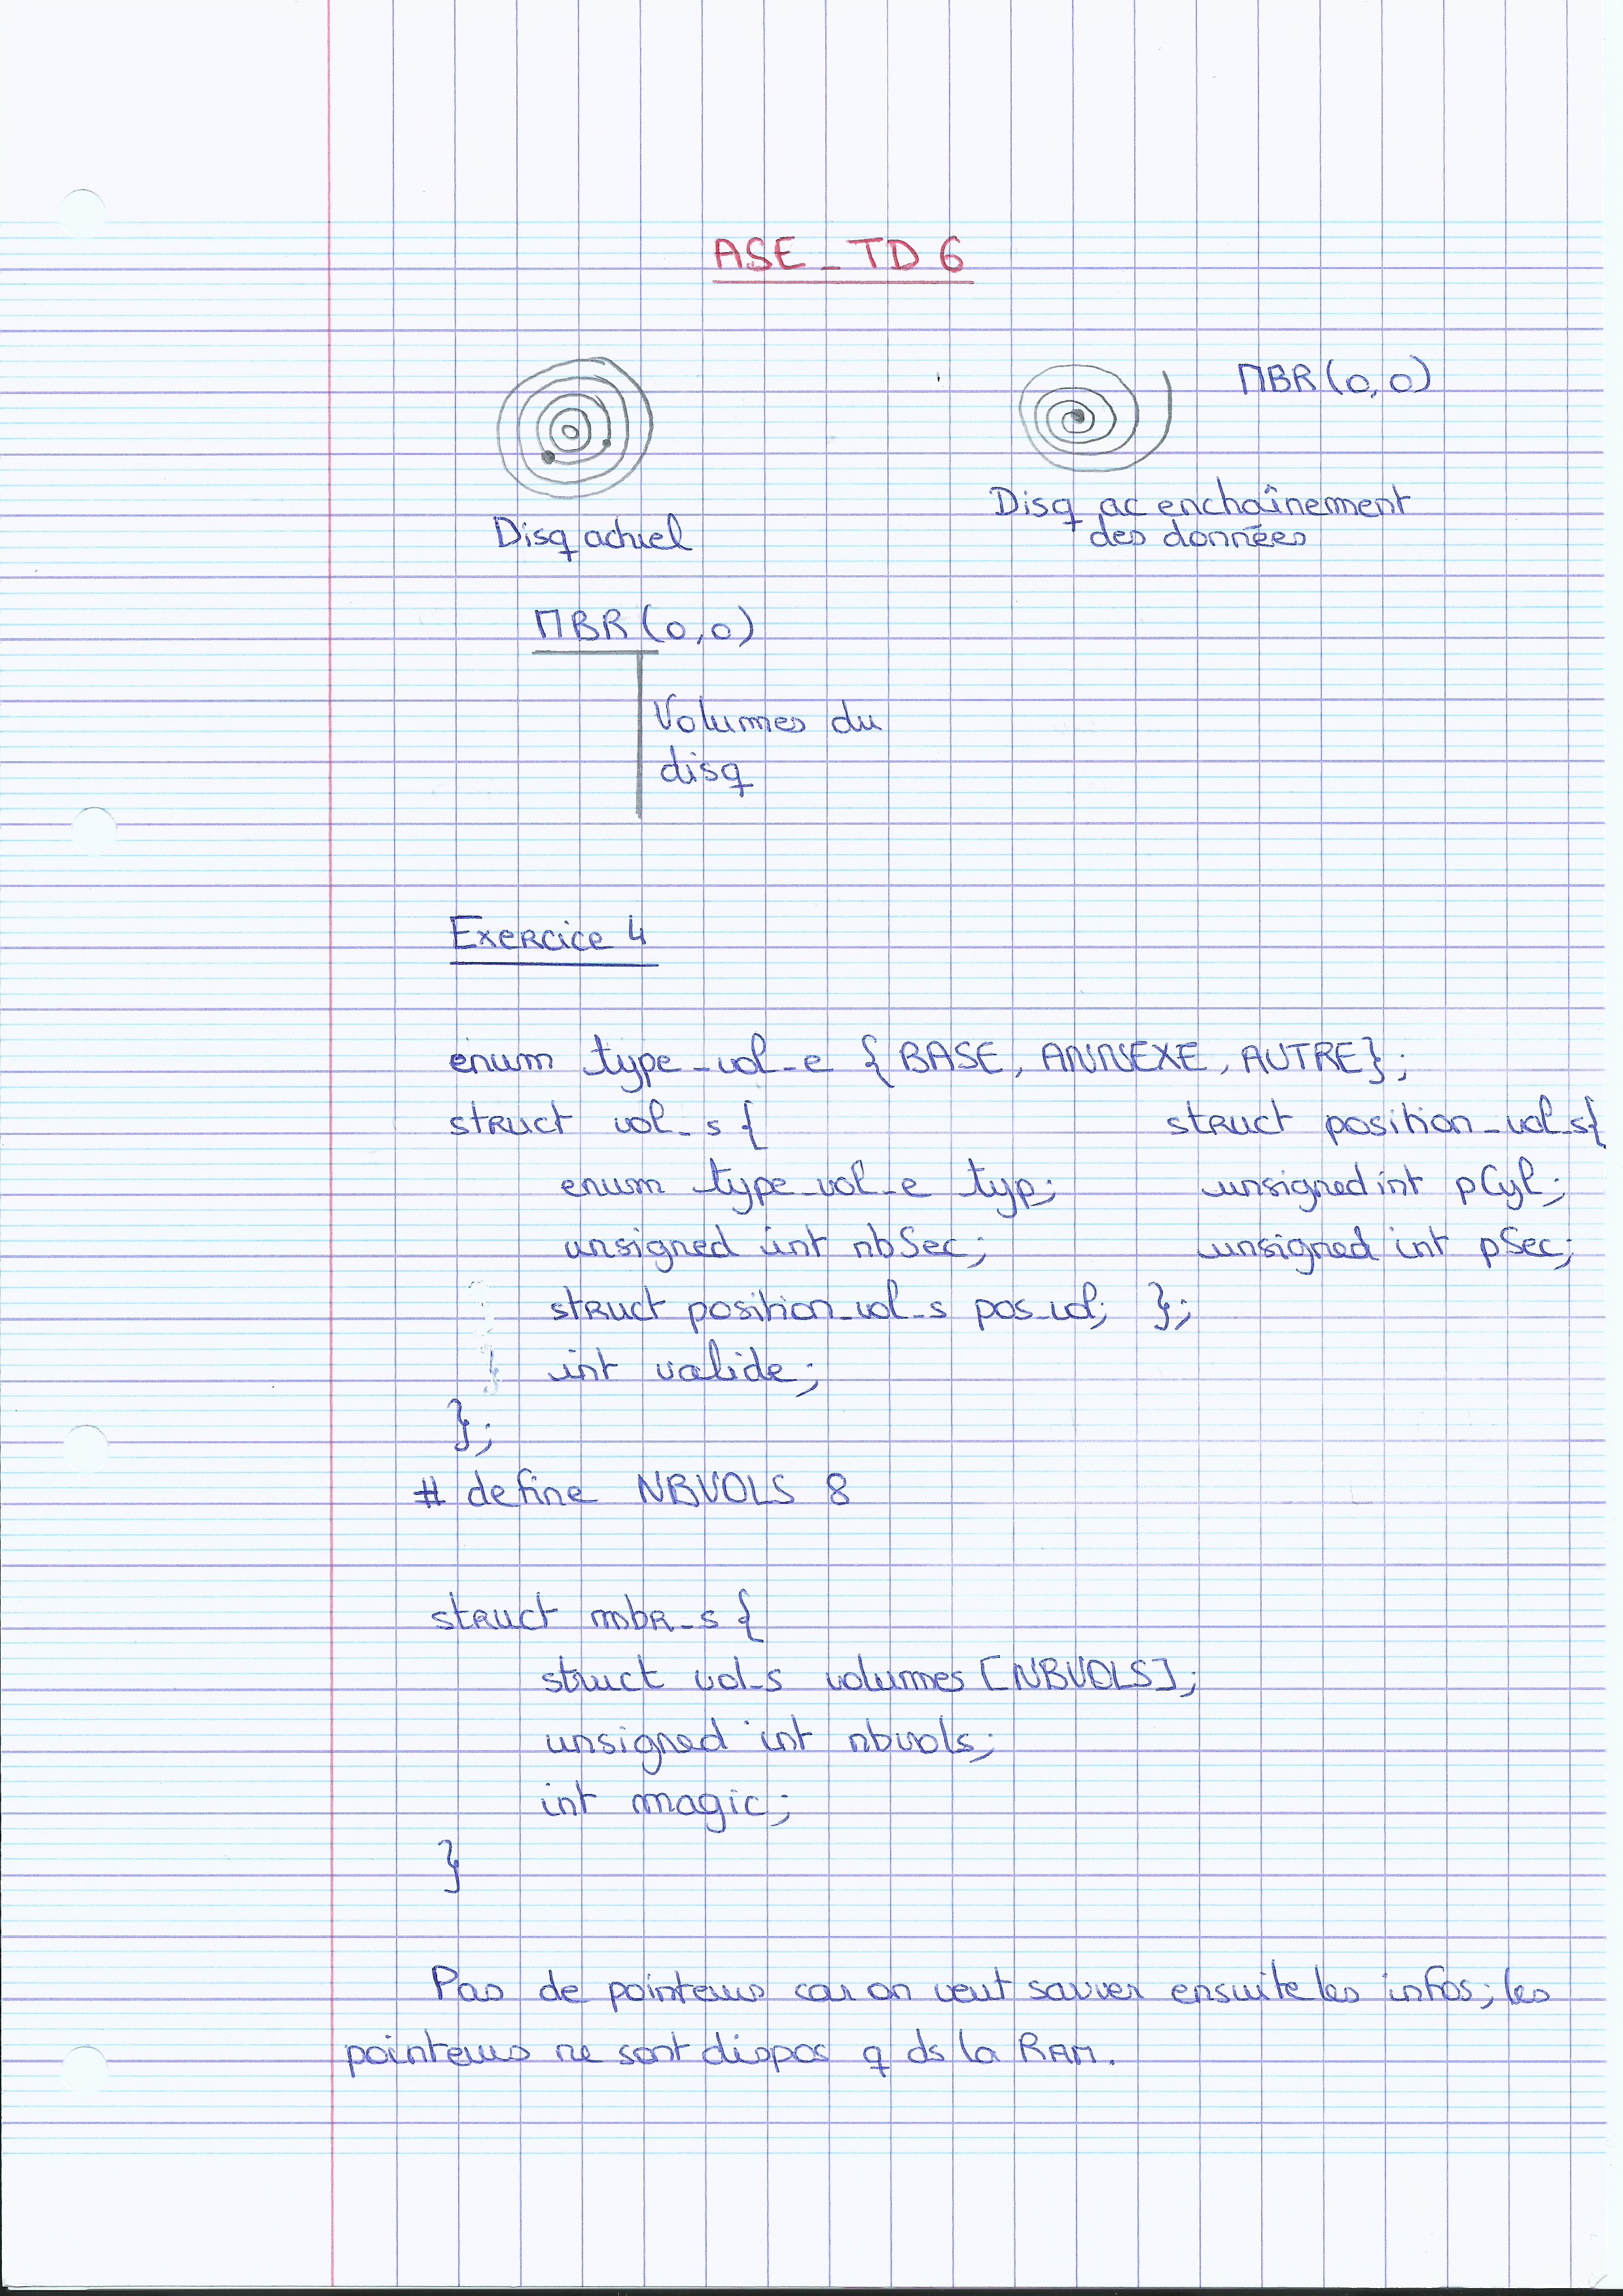 ASE_TD 6
MBR(0,0)
Disq actuel
Disq ac enchaînement
des données
MBR(0,0)
Volumes du
disq
Exercice 4
enum type_vol_e {BASE, ANNEXE, AUTRE};
struct vol_s{
enum type_vol_e typ;
unsigned int nbSec;
struct position_vol_s pos_vol;
int valide;
};
struct position_vol_s{
unsigned int pCyl;
unsigned int pSec;
};
# define NBVOLS 8
struct mbr_s{
struct vol_s volumes [NBVOLS];
unsigned int nbvols;
int magic;
}
Pas de pointeurs car on veut sauver ensuite les infos; les
pointeurs ne sont dispos q ds la RAM.